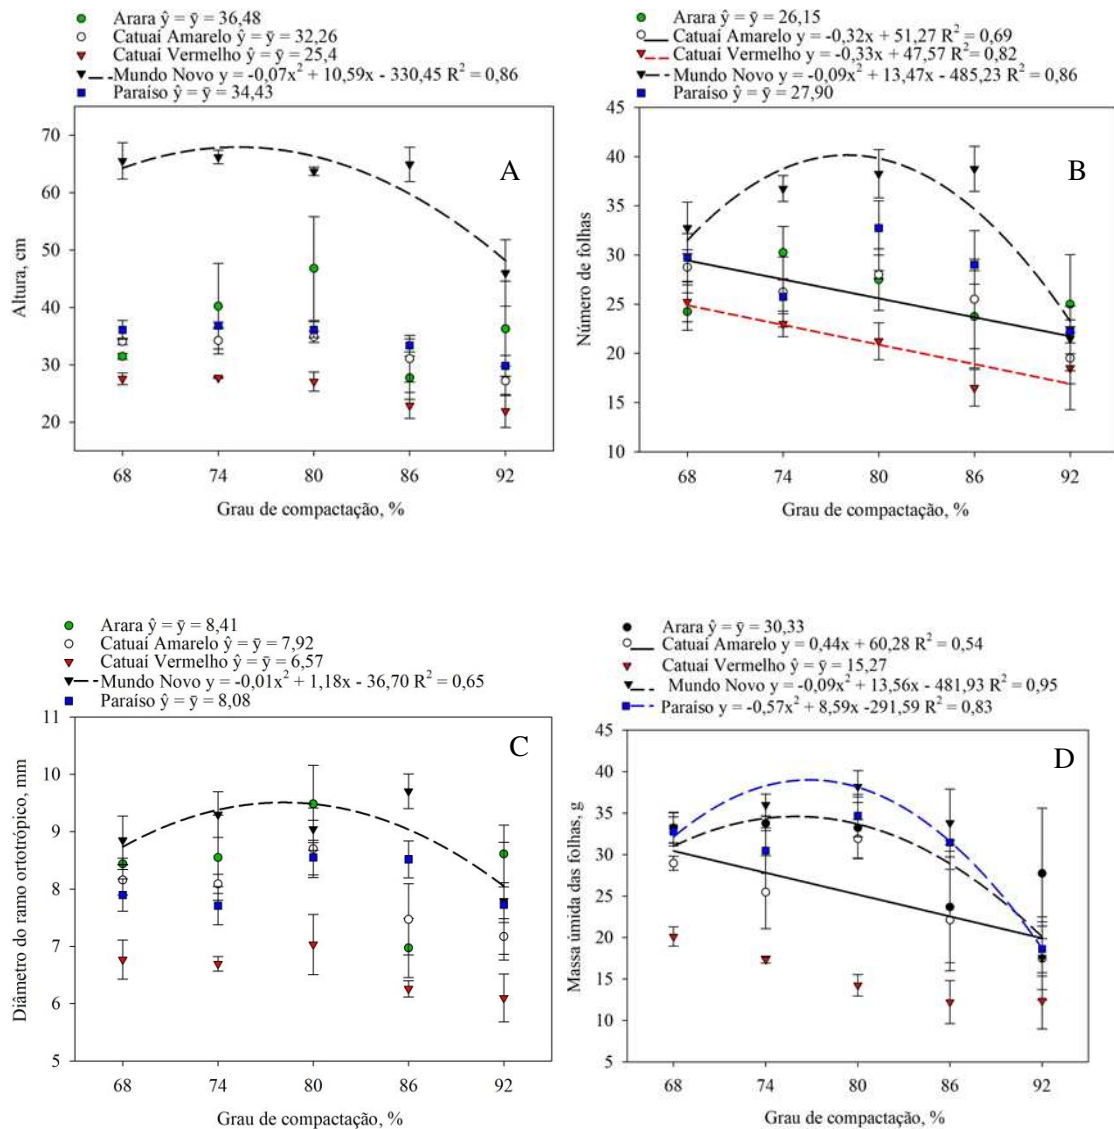 Arara ŷ = ȳ = 36,48
Catuaí Amarelo ŷ = ȳ = 32,26
Catuaí Vermelho ŷ = ȳ = 25,4
Mundo Novo y = -0,07x² + 10,59x - 330,45 R² = 0,86
Paraíso ŷ = ȳ = 34,43
A
70
60
50
40
30
20
Altura, cm
68 74 80 86 92
Grau de compactação, %
Arara ŷ = ȳ = 26,15
Catuaí Amarelo y = -0,32x + 51,27 R² = 0,69
Catuaí Vermelho y = -0,33x + 47,57 R² = 0,82
Mundo Novo y = -0,09x² + 13,47x - 485,23 R² = 0,86
Paraíso ŷ = ȳ = 27,90
B
45
40
35
30
25
20
15
10
Número de folhas
68 74 80 86 92
Grau de compactação, %
Arara ŷ = ȳ = 8,41
Catuaí Amarelo ŷ = ȳ = 7,92
Catuaí Vermelho ŷ = ȳ = 6,57
Mundo Novo y = -0,01x² + 1,18x - 36,70 R² = 0,65
Paraíso ŷ = ȳ = 8,08
C
11
10
9
8
7
6
5
Diâmetro do ramo ortotrópico, mm
68 74 80 86 92
Grau de compactação, %
Arara ŷ = ȳ = 30,33
Catuaí Amarelo y = 0,44x + 60,28 R² = 0,54
Catuaí Vermelho ŷ = ȳ = 15,27
Mundo Novo y = -0,09x² + 13,56x - 481,93 R² = 0,95
Paraíso y = -0,57x² + 8,59x -291,59 R² = 0,83
D
45
40
35
30
25
20
15
10
5
Massa úmida das folhas, g
68 74 80 86 92
Grau de compactação, %